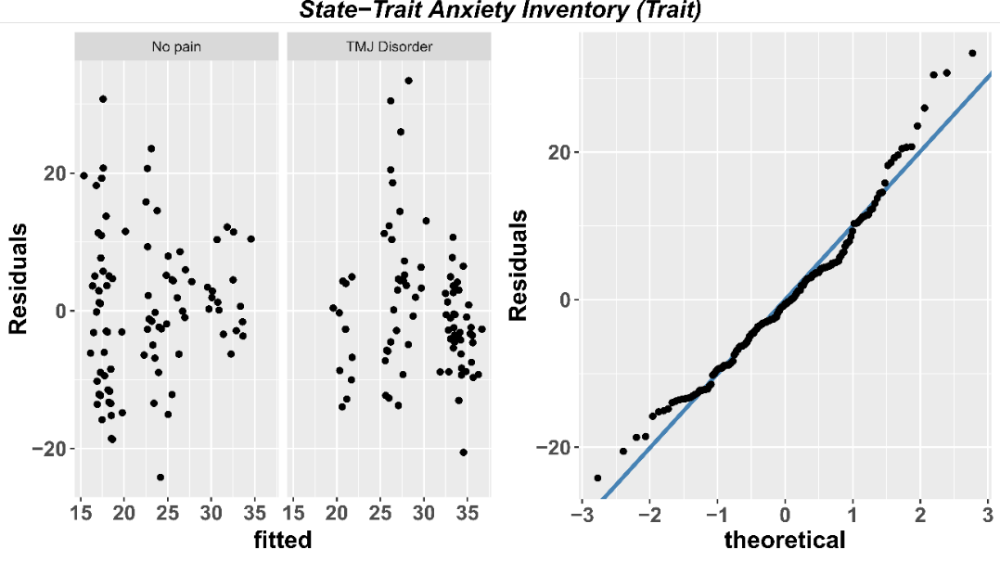 State−Trait Anxiety Inventory (Trait)
No pain
TMJ Disorder
Residuals
20
0
−20
15 20 25 30 35
15 20 25 30 35
fitted
Residuals
20
0
−20
−3 −2 −1 0 1 2 3
theoretical